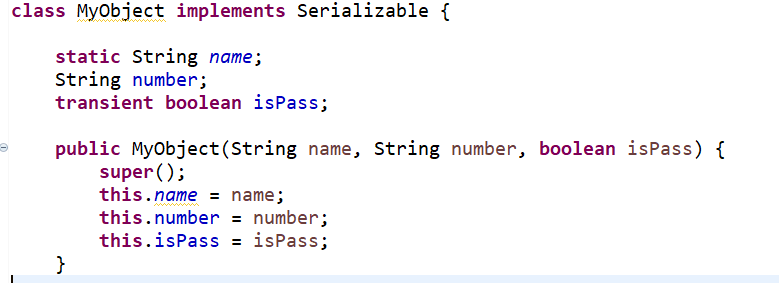 class MyObject implements Serializable {
static String name;
String number;
transient boolean isPass;
public MyObject(String name, String number, boolean isPass) {
super();
this.name = name;
this.number = number;
this.isPass = isPass;
}